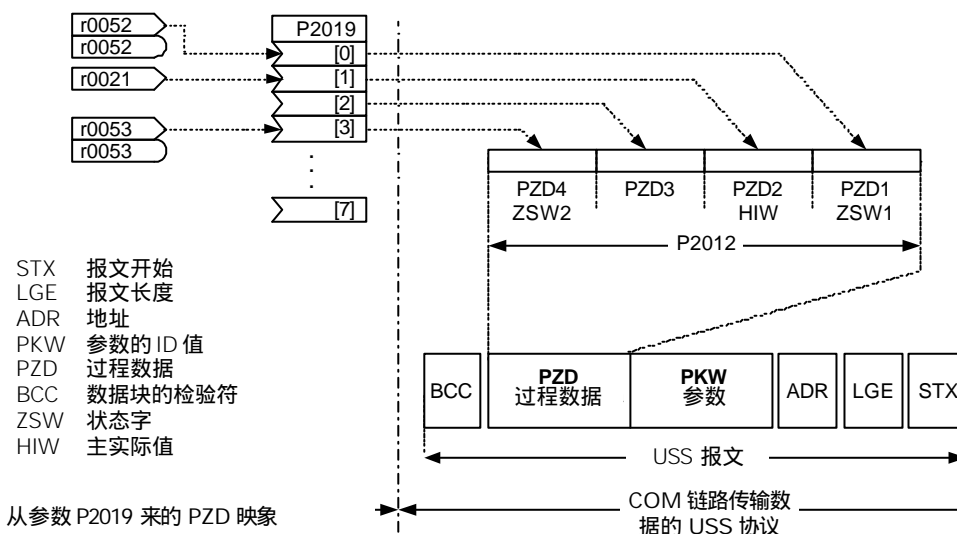 r0052
r0052
r0021
r0053
r0053
P2019
[0]
[1]
[2]
[3]
[7]
PZD4 PZD3 PZD2 PZD1
ZSW2 HIW ZSW1
P2012
STX 报文开始
LGE 报文长度
ADR 地址
PKW 参数的 ID 值
PZD 过程数据
BCC 数据块的检验符
ZSW 状态字
HIW 主实际值
BCC PZD 过程数据 PKW 参数 ADR LGE STX
USS 报文
从参数 P2019 来的 PZD 映象
COM 链路传输数
据的 USS 协议